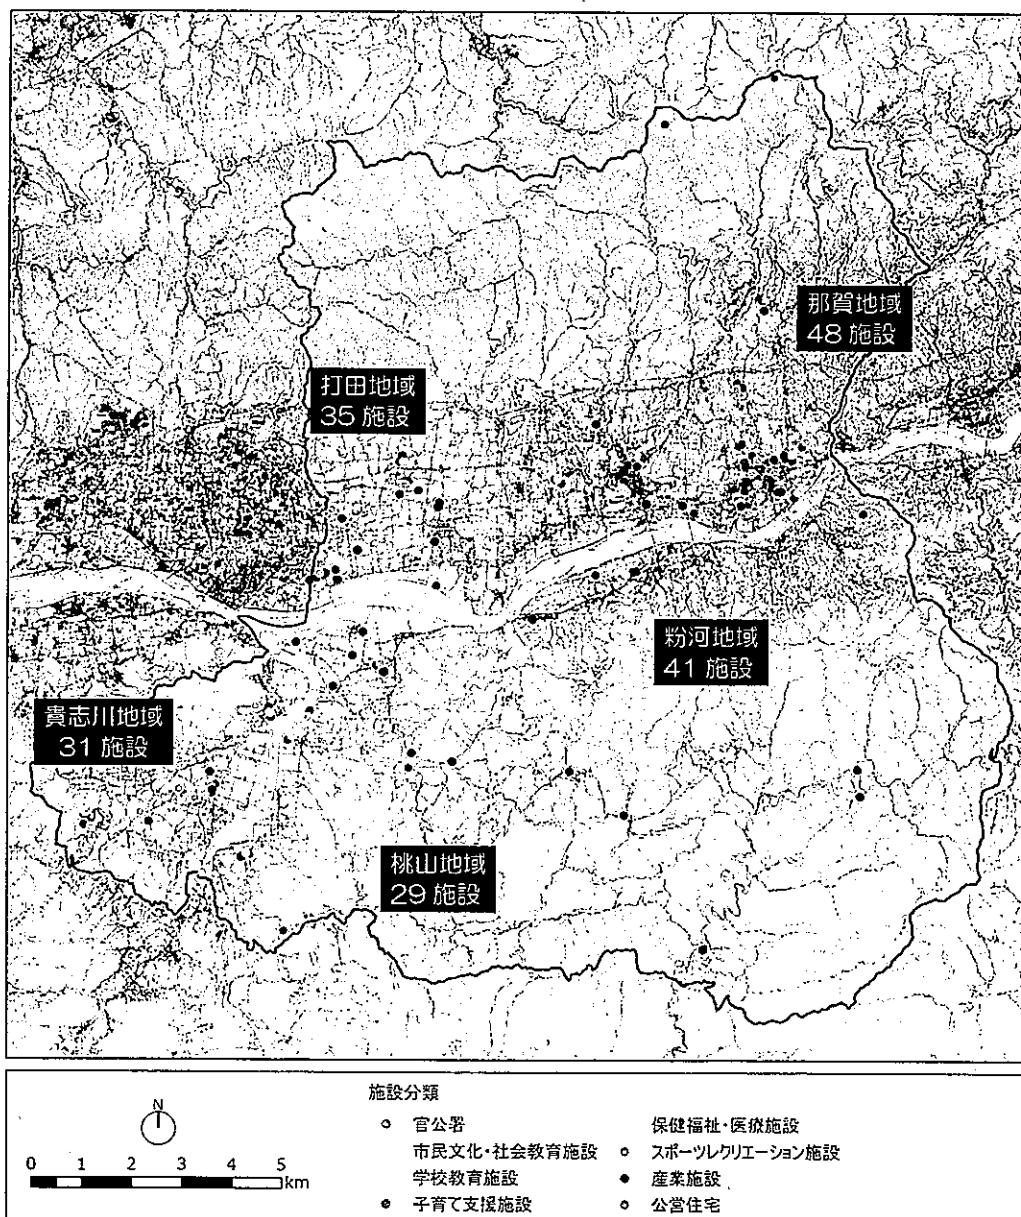 那賀地域
48 施設
打田地域
35 施設
粉河地域
41 施設
貴志川地域
31 施設
桃山地域
29 施設
施設分類
N
0 1 2 3 4 5
km
官公署
市民文化・社会教育施設
学校教育施設
子育て支援施設
保健福祉・医療施設
スポーツレクリエーション施設
産業施設
公営住宅